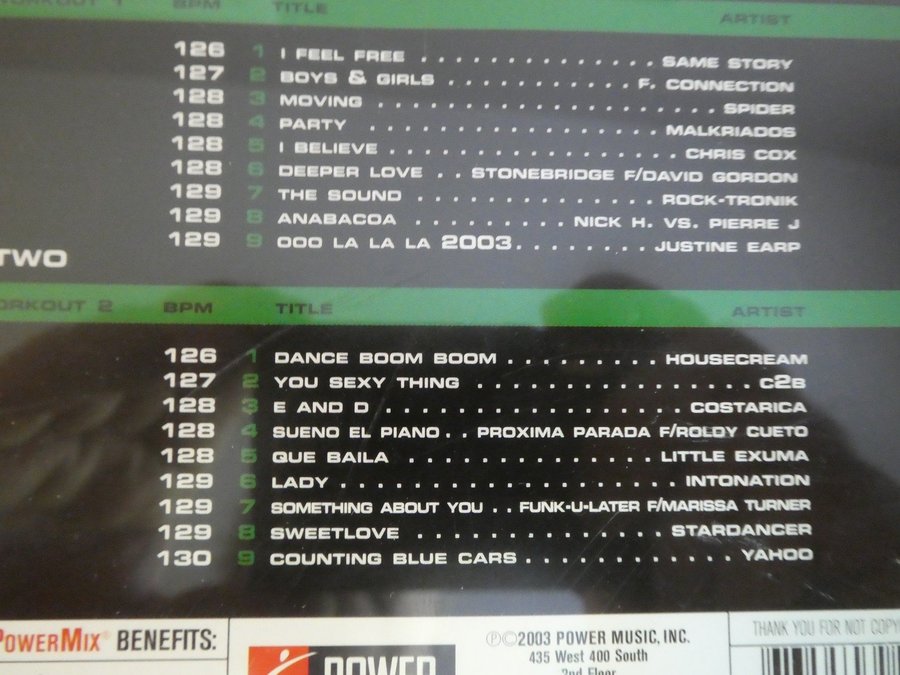 WORKOUT 1 BPM TITLE ARTIST
126 1 I FEEL FREE . . . . . . . . . . . . . . SAME STORY
127 2 BOYS & GIRLS . . . . . . . . . . . F. CONNECTION
128 3 MOVING . . . . . . . . . . . . . . . . . . . . SPIDER
128 4 PARTY . . . . . . . . . . . . . . . . . MALKRIADOS
128 5 I BELIEVE . . . . . . . . . . . . . . . . . CHRIS COX
128 6 DEEPER LOVE . . STONEBRIDGE F/DAVID GORDON
129 7 THE SOUND . . . . . . . . . . . . . . ROCK-TRONIK
129 8 ANABACOA . . . . . . . . . . NICK H. VS. PIERRE J
129 9 OOO LA LA LA 2003. . . . . . . . JUSTINE EARP
TWO
WORKOUT 2 BPM TITLE ARTIST
126 1 DANCE BOOM BOOM . . . . . . . . . HOUSECREAM
127 2 YOU SEXY THING . . . . . . . . . . . . . . . . . C2B
128 3 E AND D . . . . . . . . . . . . . . . . . . COSTARICA
128 4 SUENO EL PIANO . . PROXIMA PARADA F/ROLDY CUETO
128 5 QUE BAILA . . . . . . . . . . . . . . LITTLE EXUMA
129 6 LADY . . . . . . . . . . . . . . . . . . . . INTONATION
129 7 SOMETHING ABOUT YOU . . FUNK-U-LATER F/MARISSA TURNER
129 8 SWEETLOVE . . . . . . . . . . . . . . . STARDANCER
130 9 COUNTING BLUE CARS . . . . . . . . . . . . YAHOO
POWERMIX® BENEFITS:
POWER
Ⓟ©2003 POWER MUSIC, INC.
435 West 400 South
2nd Floor
THANK YOU FOR NOT COPY